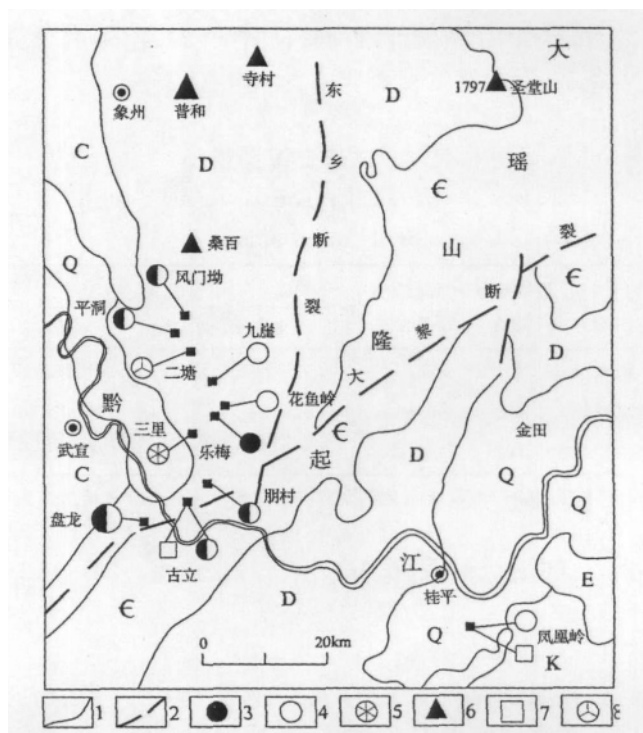 大
寺村
1797
圣堂山
象州
普和
东乡断裂
D
C
D
瑶
Є
山
桑百
Q
风门坳
裂
Є
平洞
断
九崖
隆
黎
D
二塘
大
花鱼岭
黔
三里
乐梅
Є
起
武宣
金田
C
D
Q
朋村
Q
盘龙
古立
江
Є
D
桂平
E
Q
凤凰岭
K
0 20km
1 2 3 4 5 6 7 8